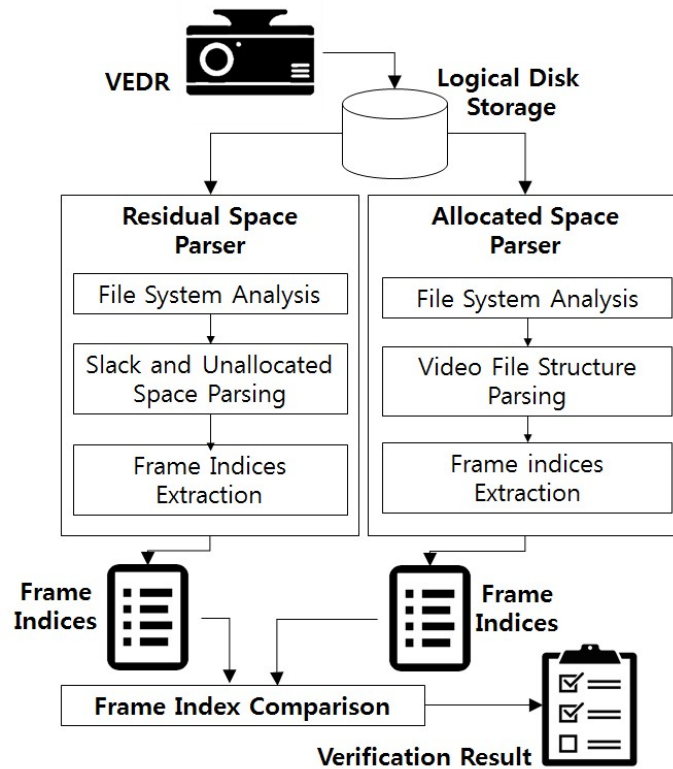 VEDR
Logical Disk
Storage
Residual Space
Parser
File System Analysis
Slack and Unallocated
Space Parsing
Frame Indices
Extraction
Allocated Space
Parser
File System Analysis
Video File Structure
Parsing
Frame indices
Extraction
Frame
Indices
Frame
Indices
Frame Index Comparison
Verification Result